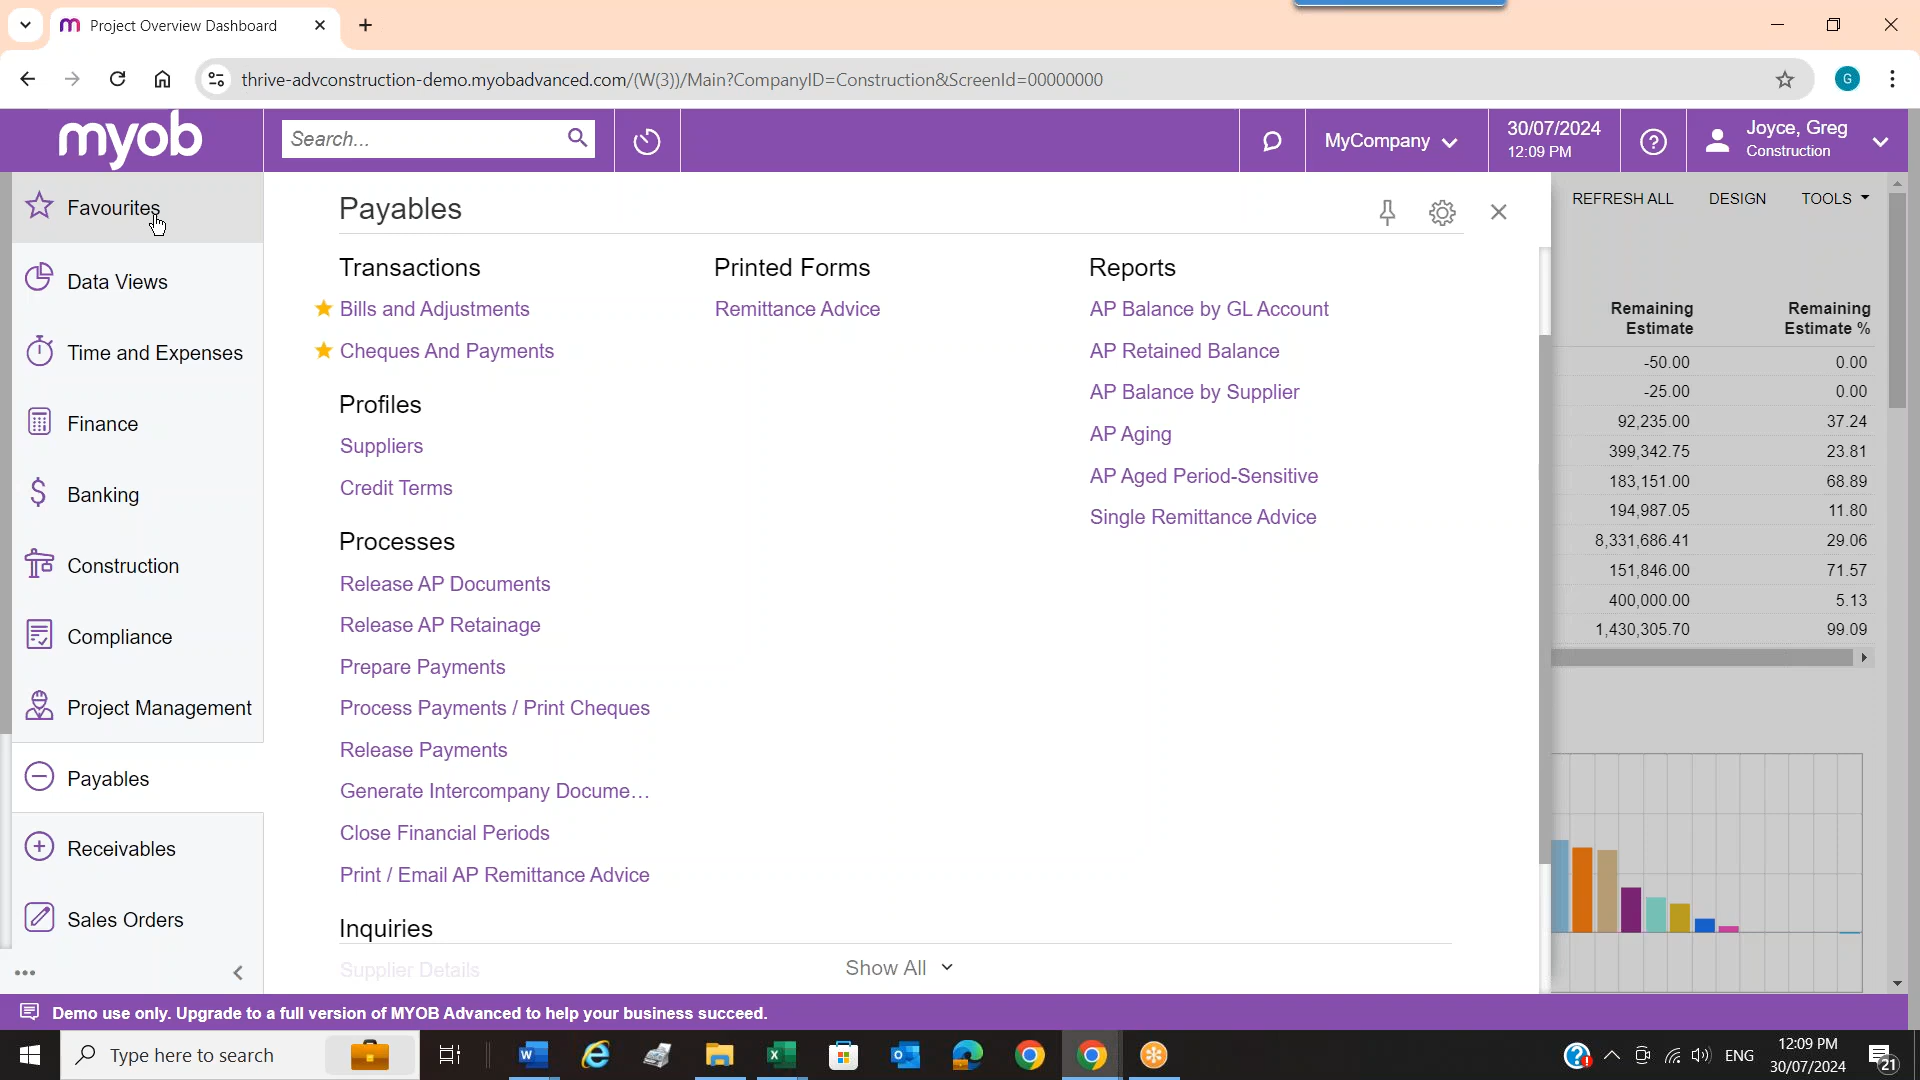 Project Overview Dashboard
thrive-advconstruction-demo.myobadvanced.com/(W(3))/Main?CompanyID=Construction&ScreenId=00000000
G
myob
Search...
MyCompany
30/07/2024
12:09 PM
Joyce, Greg
Construction
Favourites
Data Views
Time and Expenses
Finance
Banking
Construction
Compliance
Project Management
Payables
Receivables
Sales Orders
Payables
Transactions
Bills and Adjustments
Cheques And Payments
Profiles
Suppliers
Credit Terms
Processes
Release AP Documents
Release AP Retainage
Prepare Payments
Process Payments / Print Cheques
Release Payments
Generate Intercompany Docume...
Close Financial Periods
Print / Email AP Remittance Advice
Inquiries
Supplier Details
Printed Forms
Remittance Advice
Reports
AP Balance by GL Account
AP Retained Balance
AP Balance by Supplier
AP Aging
AP Aged Period-Sensitive
Single Remittance Advice
Show All
REFRESH ALL DESIGN TOOLS
Remaining Remaining
Estimate Estimate %
-50.00 0.00
-25.00 0.00
92,235.00 37.24
399,342.75 23.81
183,151.00 68.89
194,987.05 11.80
8,331,686.41 29.06
151,846.00 71.57
400,000.00 5.13
1,430,305.70 99.09
Demo use only. Upgrade to a full version of MYOB Advanced to help your business succeed.
Type here to search
ENG
12:09 PM
30/07/2024
21